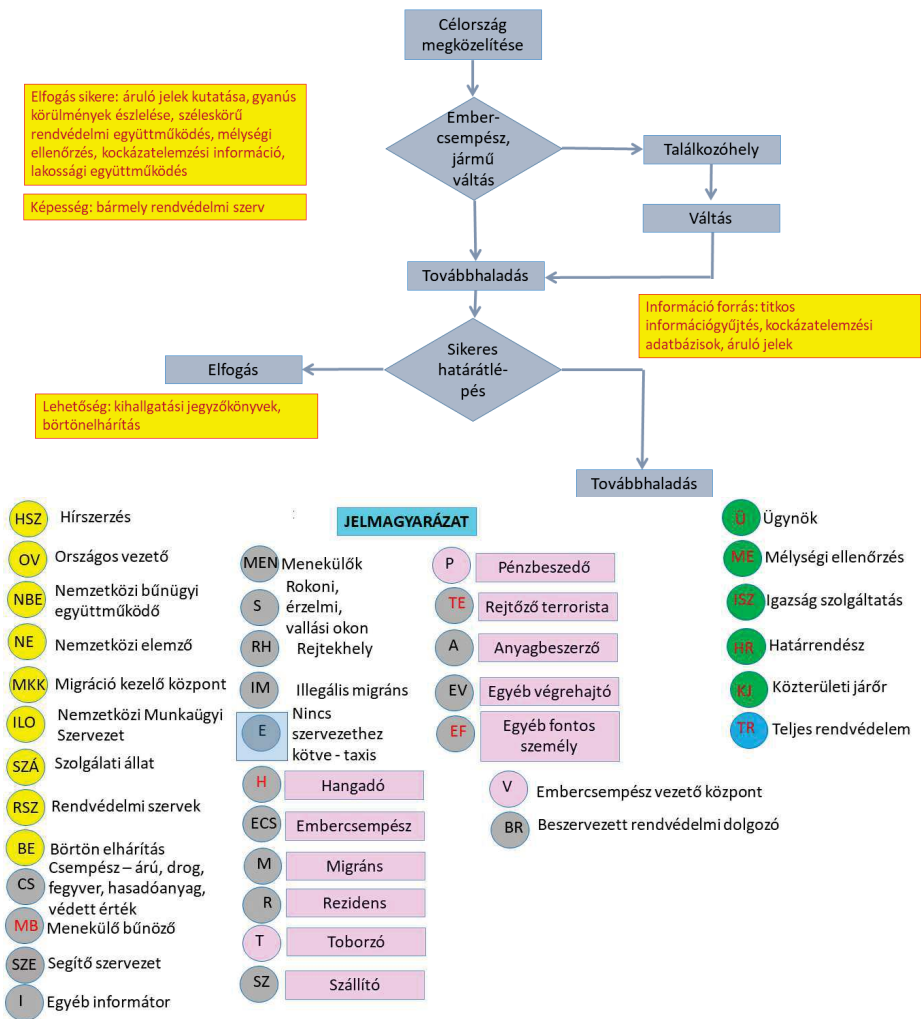 Célország
megközelítése
Elfogás sikere: áruló jelek kutatása, gyanús
körülmények észlelése, széleskörű
rendvédelmi együttműködés, mélységi
ellenőrzés, kockázatelemzési információ,
lakossági együttműködés
Képesség: bármely rendvédelmi szerv
Ember-
csempész,
jármű
váltás
Találkozóhely
Váltás
Továbbhaladás
Információ forrás: titkos
információgyűjtés, kockázatelemzési
adatbázisok, áruló jelek
Sikeres
határátlé-
pés
Elfogás
Lehetőség: kihallgatási jegyzőkönyvek,
börtönelhárítás
Továbbhaladás
JELMAGYARÁZAT
HSZ Hírszerzés
OV Országos vezető
NBE Nemzetközi bűnügyi
együttműködő
NE Nemzetközi elemző
MKK Migráció kezelő központ
ILO Nemzetközi Munkaügyi
Szervezet
SZÁ Szolgálati állat
RSZ Rendvédelmi szervek
BE Börtön elhárítás
CS Csempész – árú, drog,
fegyver, hasadóanyag,
védett érték
MB Menekülő bűnöző
SZE Segítő szervezet
I Egyéb informátor
:
MEN Menekülők
S Rokoni,
érzelmi,
vallási okon
RH Rejtekhely
IM Illegális migráns
E Nincs
szervezethez
kötve - taxis
H Hangadó
ECS Embercsempész
M Migráns
R Rezidens
T Toborzó
SZ Szállító
P Pénzbeszedő
TE Rejtőző terrorista
A Anyagbeszerző
EV Egyéb végrehajtó
EF Egyéb fontos
személy
V Embercsempész vezető központ
BR Beszervezett rendvédelmi dolgozó
Ü Ügynök
ME Mélységi ellenőrzés
ISZ Igazság szolgáltatás
HR Határrendész
KJ Közterületi járőr
TR Teljes rendvédelem